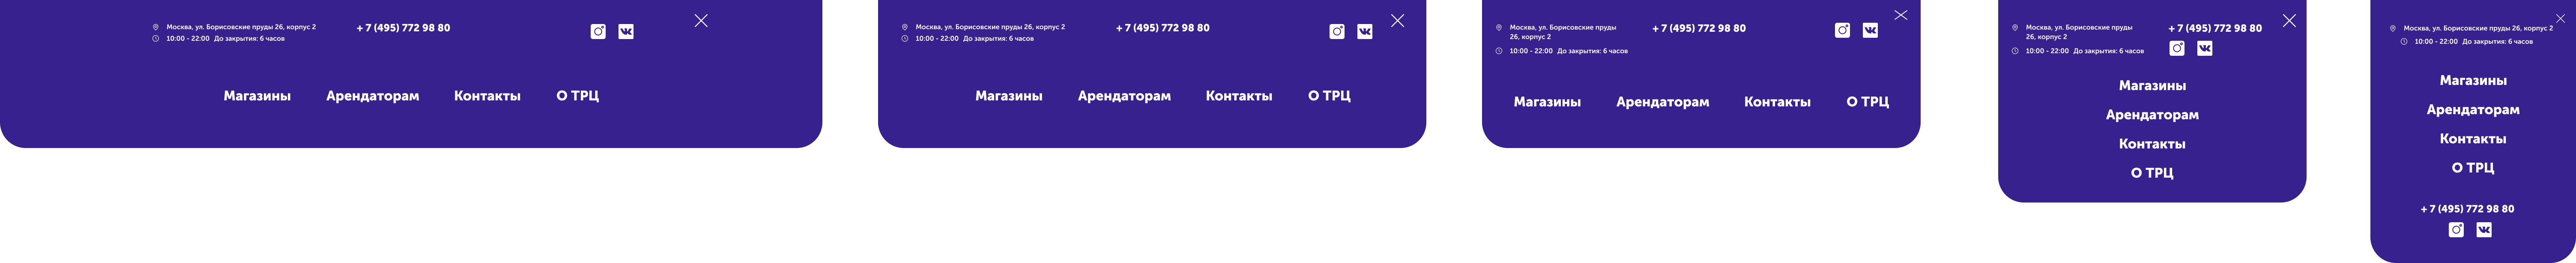 Москва, ул. Борисовские пруды 26, корпус 2
10:00 - 22:00 До закрытия: 6 часов
+ 7 (495) 772 98 80
Магазины Арендаторам Контакты О ТРЦ
Москва, ул. Борисовские пруды 26, корпус 2
10:00 - 22:00 До закрытия: 6 часов
+ 7 (495) 772 98 80
Магазины Арендаторам Контакты О ТРЦ
Москва, ул. Борисовские пруды
26, корпус 2
10:00 - 22:00 До закрытия: 6 часов
+ 7 (495) 772 98 80
Магазины Арендаторам Контакты О ТРЦ
Москва, ул. Борисовские пруды
26, корпус 2
10:00 - 22:00 До закрытия: 6 часов
+ 7 (495) 772 98 80
Магазины
Арендаторам
Контакты
О ТРЦ
Москва, ул. Борисовские пруды 26, корпус 2
10:00 - 22:00 До закрытия: 6 часов
Магазины
Арендаторам
Контакты
О ТРЦ
+ 7 (495) 772 98 80